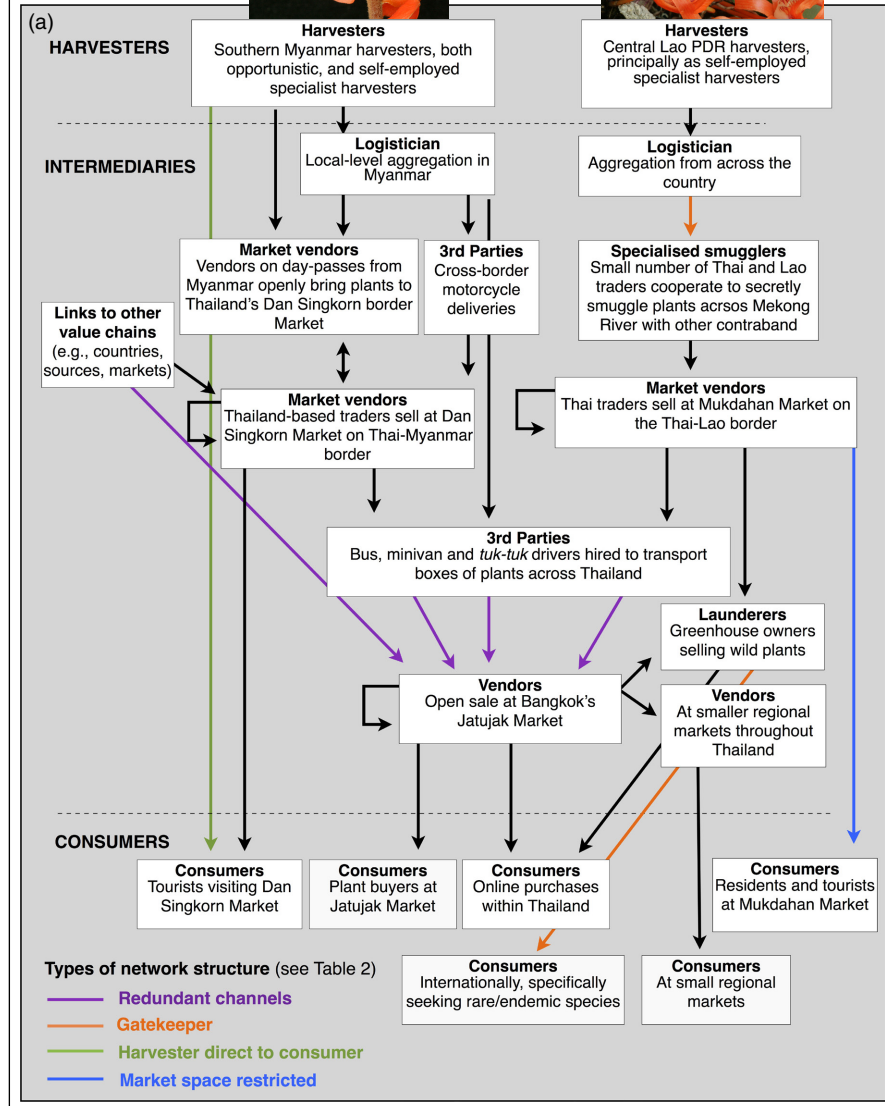 (a)
HARVESTERS
Harvesters
Southern Myanmar harvesters, both
opportunistic, and self-employed
specialist harvesters
Harvesters
Central Lao PDR harvesters,
principally as self-employed
specialist harvesters
INTERMEDIARIES
Logistician
Local-level aggregation in
Myanmar
Logistician
Aggregation from across the
country
Market vendors
Vendors on day-passes from
Myanmar openly bring plants to
Thailand's Dan Singkorn border
Market
3rd Parties
Cross-border
motorcycle
deliveries
Specialised smugglers
Small number of Thai and Lao
traders cooperate to secretly
smuggle plants acrsos Mekong
River with other contraband
Links to other
value chains
(e.g., countries,
sources, markets)
Market vendors
Thailand-based traders sell at Dan
Singkorn Market on Thai-Myanmar
border
Market vendors
Thai traders sell at Mukdahan Market on
the Thai-Lao border
3rd Parties
Bus, minivan and tuk-tuk drivers hired to transport
boxes of plants across Thailand
Launderers
Greenhouse owners
selling wild plants
Vendors
Open sale at Bangkok's
Jatujak Market
Vendors
At smaller regional
markets throughout
Thailand
CONSUMERS
Consumers
Tourists visiting Dan
Singkorn Market
Consumers
Plant buyers at
Jatujak Market
Consumers
Online purchases
within Thailand
Consumers
Residents and tourists
at Mukdahan Market
Consumers
Internationally, specifically
seeking rare/endemic species
Consumers
At small regional
markets
Types of network structure (see Table 2)
Redundant channels
Gatekeeper
Harvester direct to consumer
Market space restricted